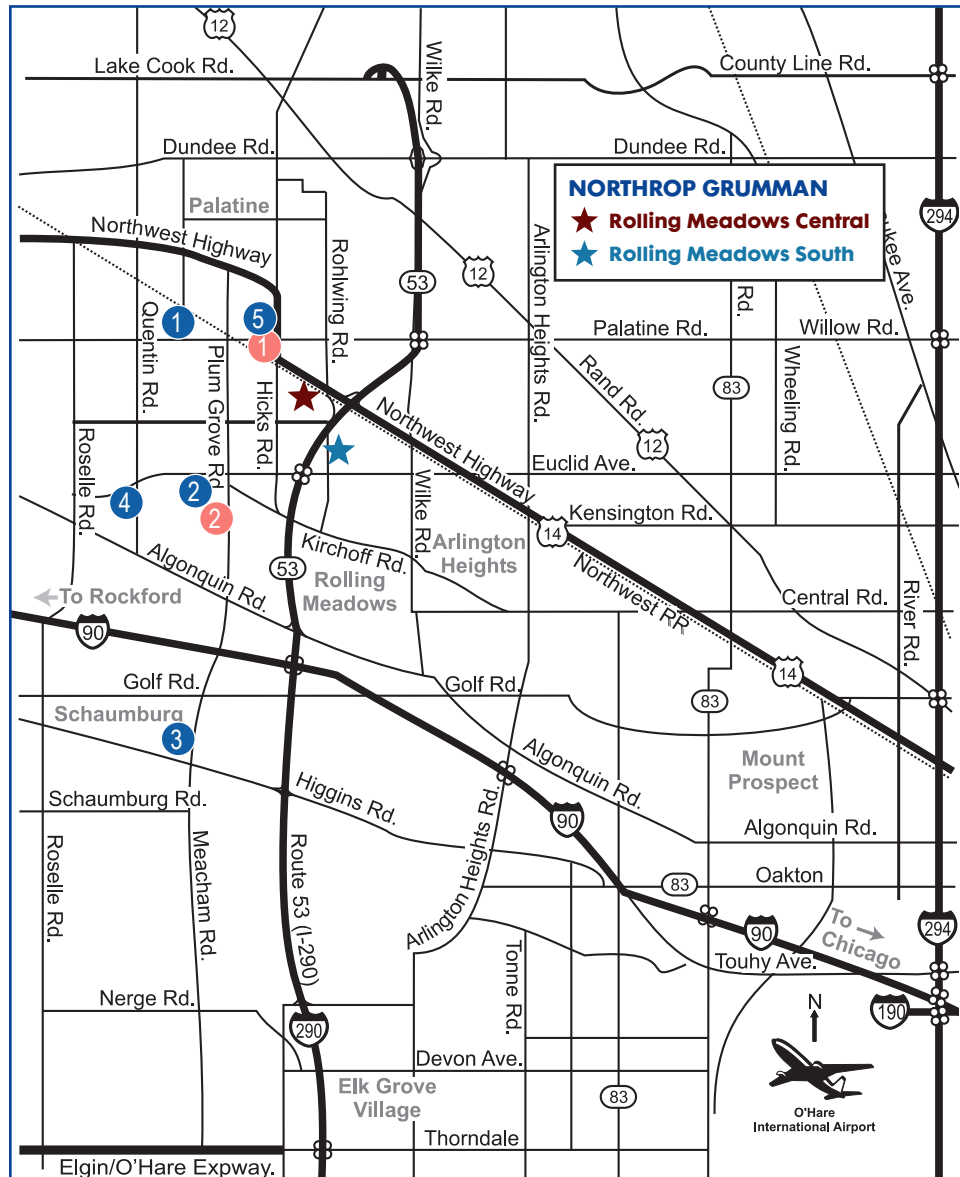 12
Wilke Rd.
Lake Cook Rd.
County Line Rd.
Dundee Rd.
Dundee Rd.
NORTHROP GRUMMAN
Rolling Meadows Central
Rolling Meadows South
Palatine
294
Northwest Highway
Rohlwing Rd.
53
12
Arlington Heights Rd.
Rd.
ukee Ave.
Quentin Rd.
1
5
1
Palatine Rd.
Willow Rd.
Plum Grove Rd
Hicks Rd.
Northwest Highway
Rand Rd.
83
Wheeling Rd.
12
Roselle Rd.
Euclid Ave.
4
2
2
Wilke Rd.
Kensington Rd.
14
Kirchoff Rd.
Arlington
Heights
Algonquin Rd.
53
Rolling
Meadows
Northwest RR
To Rockford
Central Rd.
River Rd.
90
14
Golf Rd.
Golf Rd.
83
Schaumburg
3
Mount
Prospect
Algonquin Rd.
Higgins Rd.
Schaumburg Rd.
90
Algonquin Rd.
Roselle Rd.
Meacham Rd.
Route 53 (I-290)
Arlington Heights Rd.
83
Oakton
To
Chicago
90
294
Touhy Ave.
Tonne Rd.
Nerge Rd.
290
190
N
Devon Ave.
Elk Grove
Village
83
O'Hare
International Airport
Thorndale
Elgin/O'Hare Expway.